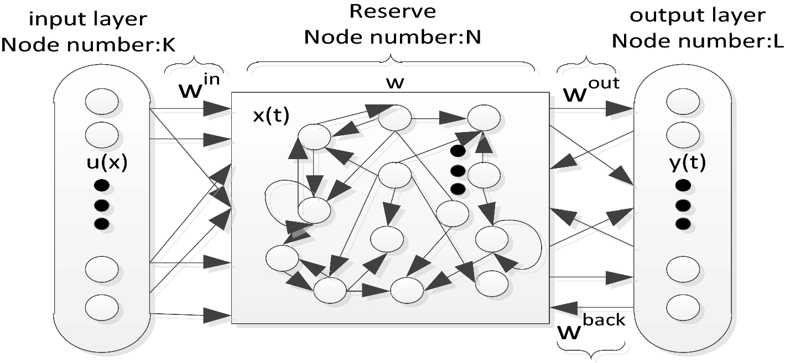 input layer
Node number:K
Reserve
Node number:N
output layer
Node number:L
w in
w
w out
x(t)
u(x)
y(t)
w back